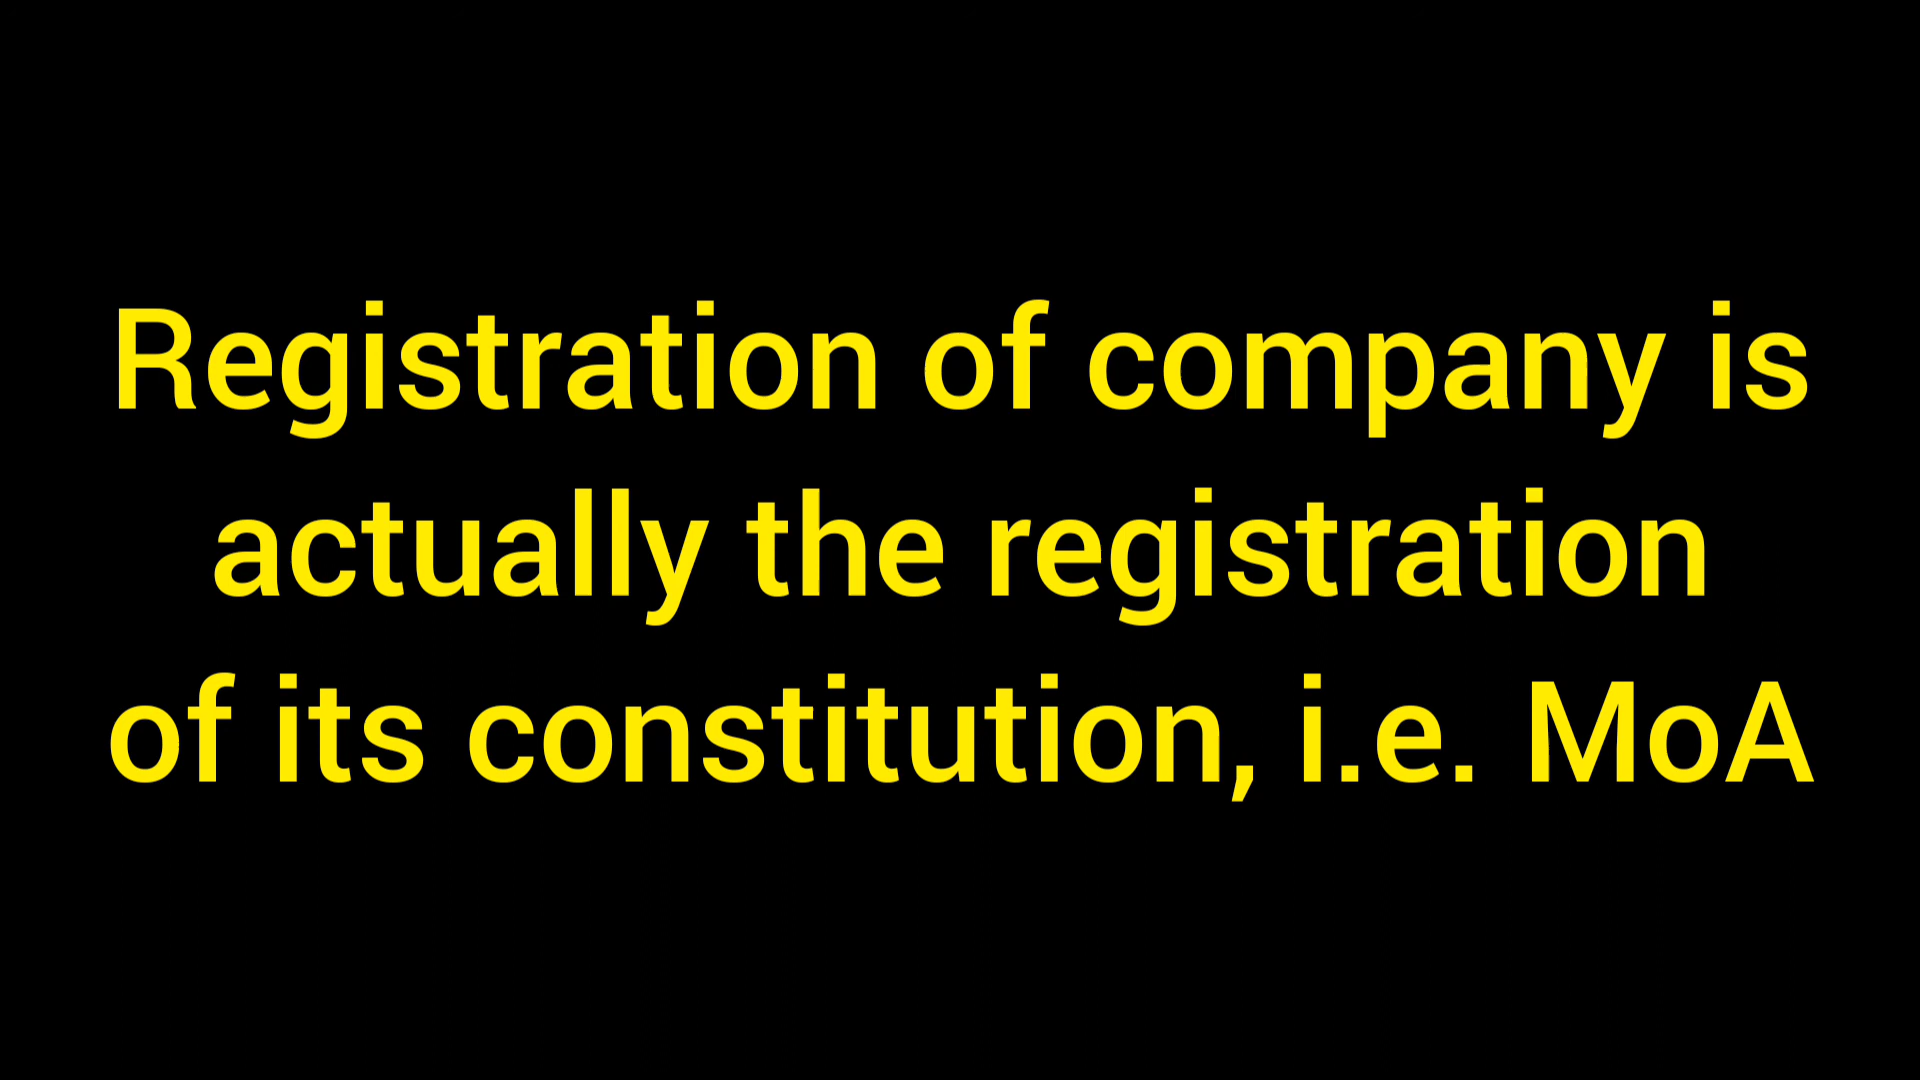 Registration of company is
actually the registration
of its constitution, i.e. MoA